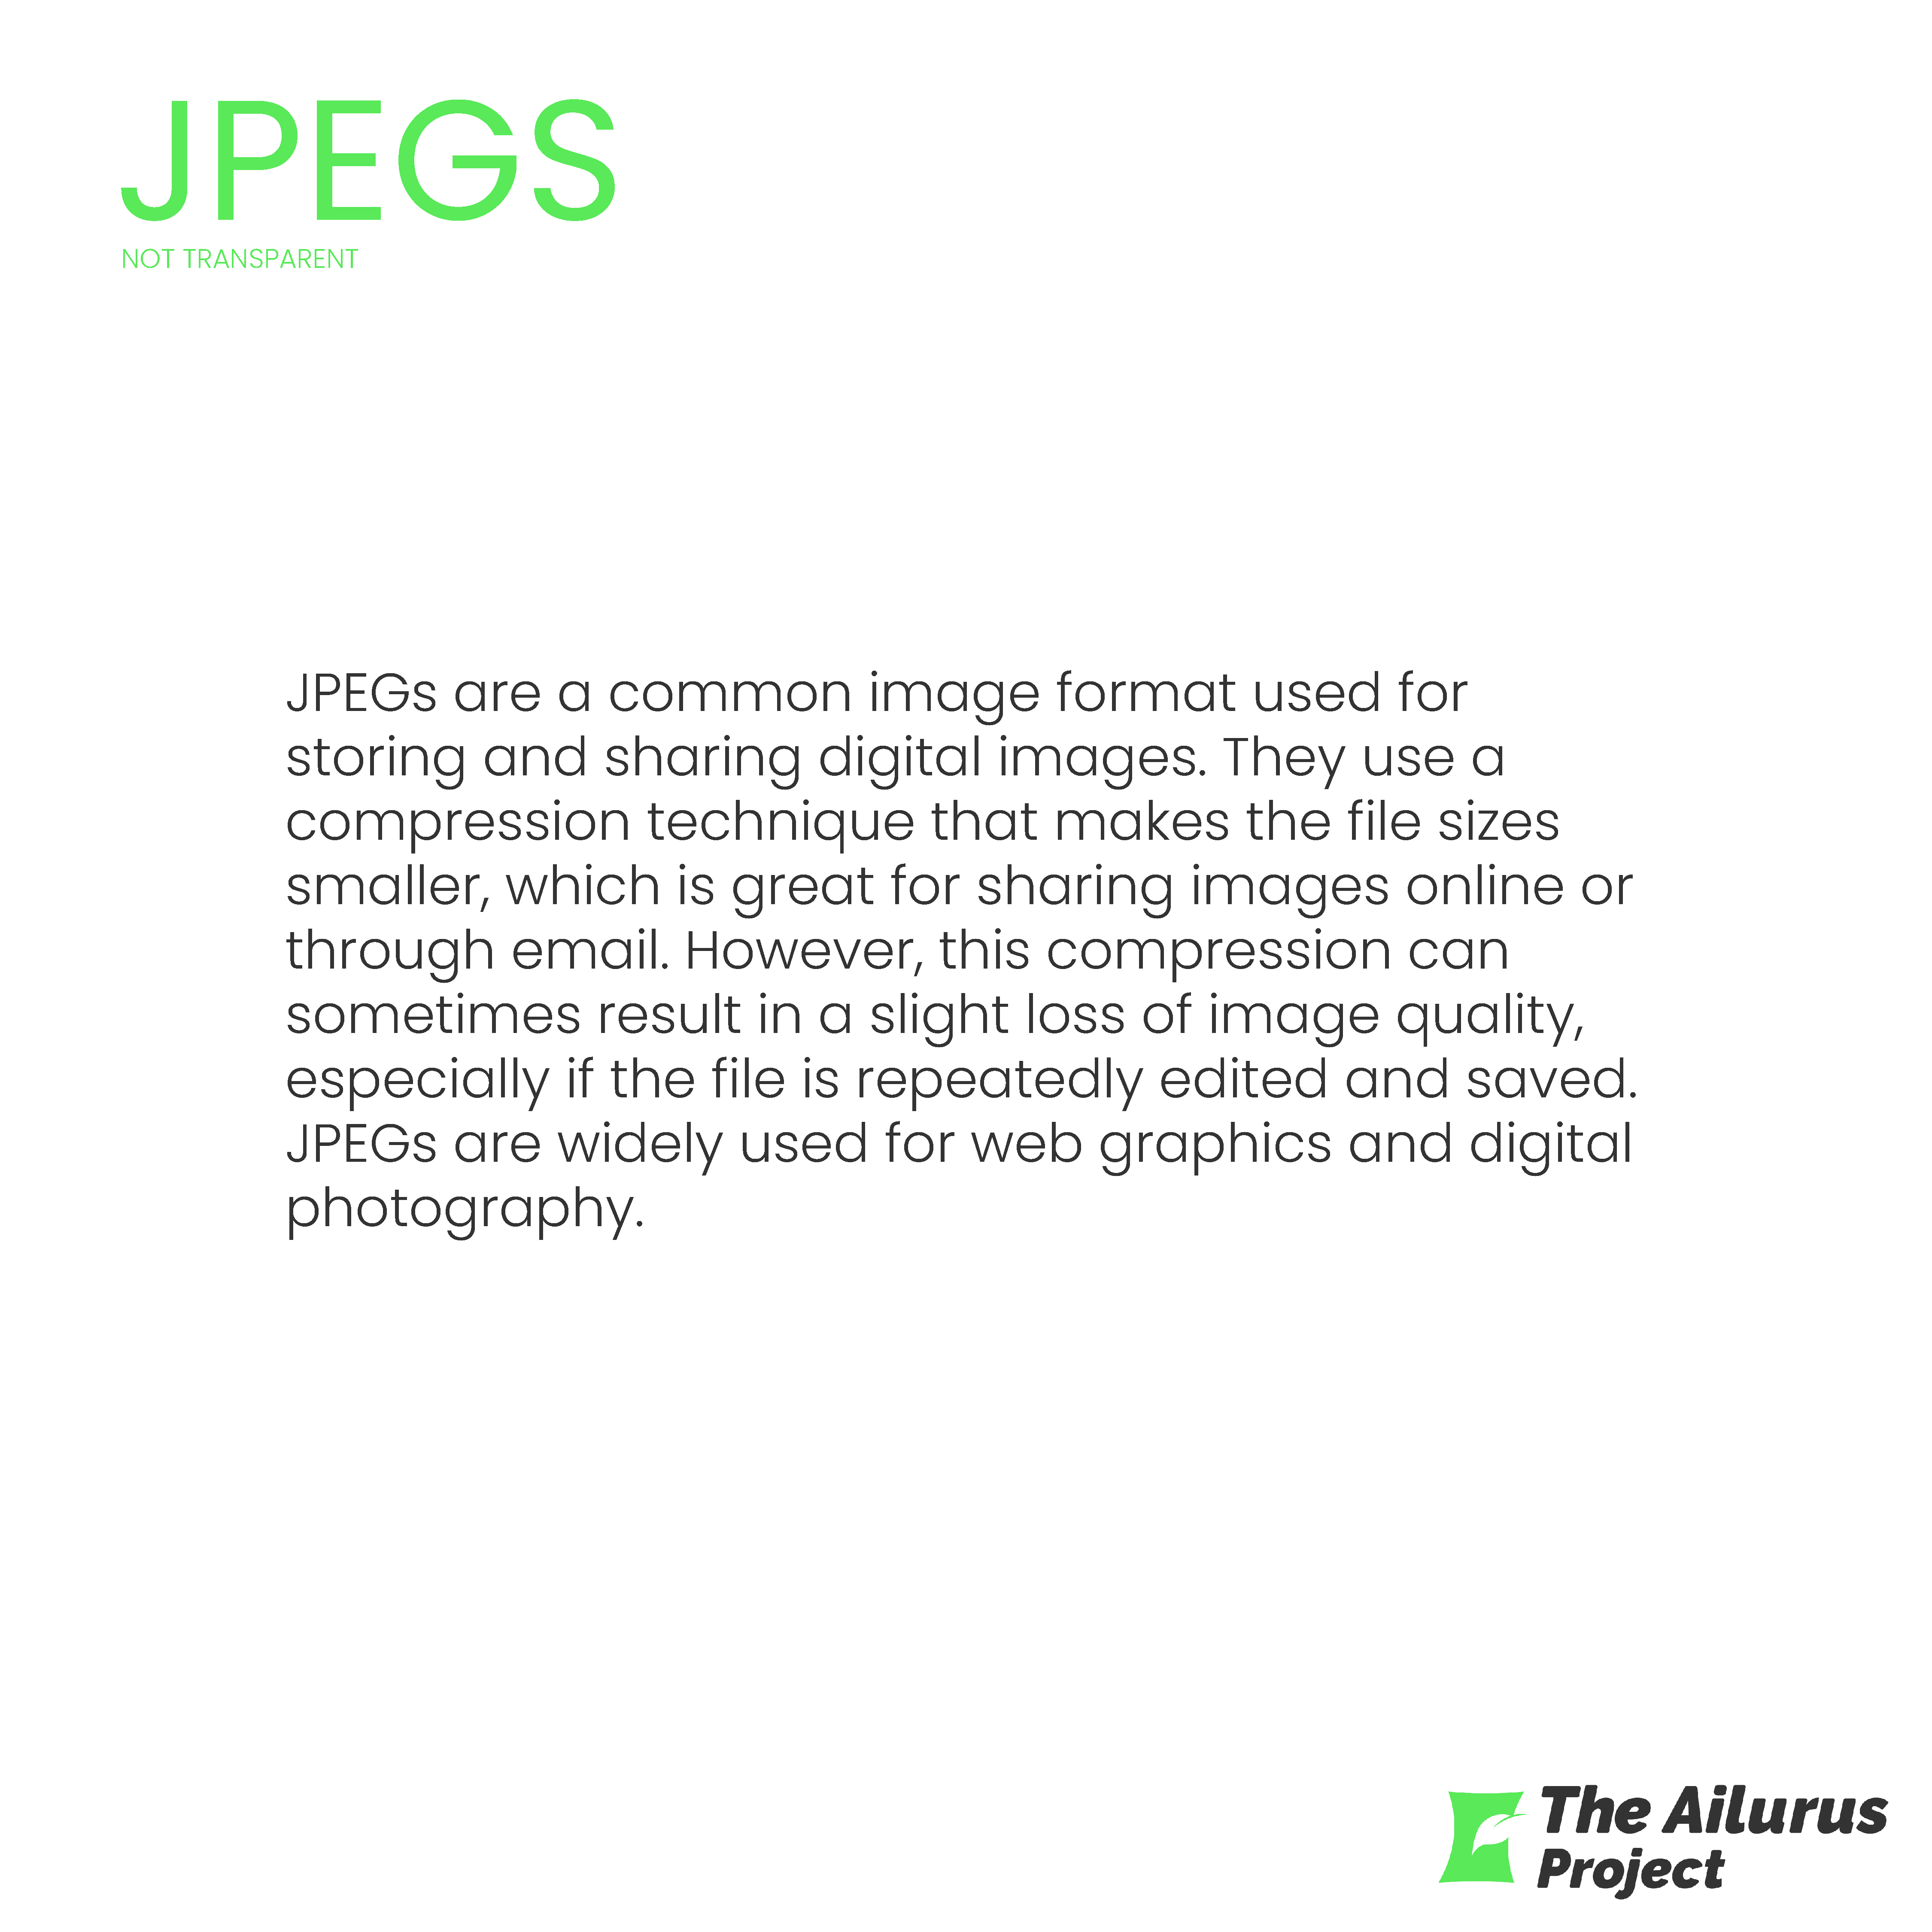 JPEGS
NOT TRANSPARENT
JPEGs are a common image format used for
storing and sharing digital images. They use a
compression technique that makes the file sizes
smaller, which is great for sharing images online or
through email. However, this compression can
sometimes result in a slight loss of image quality,
especially if the file is repeatedly edited and saved.
JPEGs are widely used for web graphics and digital
photography.
The Ailurus
Project